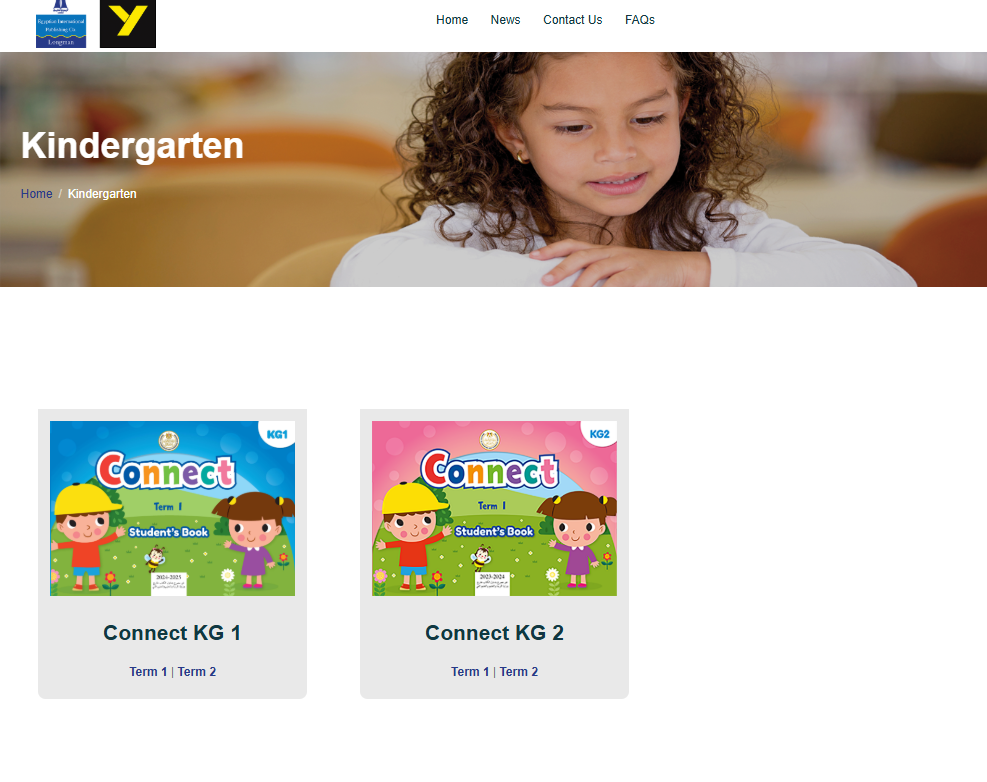 Egyptian International
Publishing Co.
Longman
Y
Home News Contact Us FAQs
Kindergarten
Home / Kindergarten
KG1
Connect
Term 1
Student's Book
2024-2025
KG2
Connect
Term 1
Student's Book
2023-2024
Connect KG 1
Term 1 | Term 2
Connect KG 2
Term 1 | Term 2